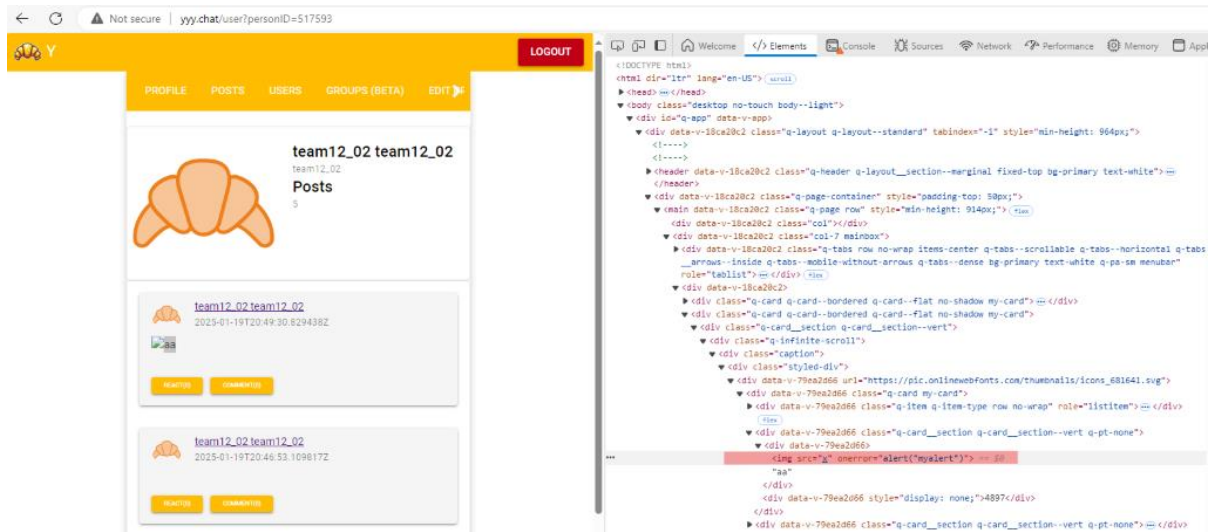 Not secure | yyy.chat/user?personID=517593
Y
LOGOUT
PROFILE POSTS USERS GROUPS (BETA) EDIT
team12_02 team12_02
team12_02
Posts
5
team12_02 team12_02
2025-01-19T20:49:30.829438Z
aa
REACT(0) COMMENT(0)
team12_02 team12_02
2025-01-19T20:46:53.109817Z
REACT(0) COMMENT(0)
Welcome </> Elements Console Sources Network Performance Memory Appl
<!DOCTYPE html>
<html dir="ltr" lang="en-US"> scroll
▶<head> </head>
▼<body class="desktop no-touch body--light">
▼<div id="q-app" data-v-app>
▼<div data-v-18ca20c2 class="q-layout q-layout--standard" tabindex="-1" style="min-height: 964px;">
<!---->
<!---->
▶<header data-v-18ca20c2 class="q-header q-layout__section--marginal fixed-top bg-primary text-white">
</header>
▼<div data-v-18ca20c2 class="q-page-container" style="padding-top: 50px;">
▼<main data-v-18ca20c2 class="q-page row" style="min-height: 914px;"> flex
<div data-v-18ca20c2 class="col"></div>
▼<div data-v-18ca20c2 class="col-7 mainbox">
▶<div data-v-18ca20c2 class="q-tabs row no-wrap items-center q-tabs--scrollable q-tabs--horizontal q-tabs
__arrows--inside q-tabs--mobile-without-arrows q-tabs--dense bg-primary text-white q-pa-sm menubar"
role="tablist"> </div> flex
▼<div data-v-18ca20c2>
▶<div class="q-card q-card--bordered q-card--flat no-shadow my-card"> </div>
▼<div class="q-card q-card--bordered q-card--flat no-shadow my-card">
▼<div class="q-card__section q-card__section--vert">
▼<div class="q-infinite-scroll">
▼<div class="caption">
▼<div class="styled-div">
▼<div data-v-79ea2d66 url="https://pic.onlinewebfonts.com/thumbnails/icons_681641.svg">
▼<div data-v-79ea2d66 class="q-card my-card">
▶<div data-v-79ea2d66 class="q-item q-item-type row no-wrap" role="listitem"> </div>
flex
▼<div data-v-79ea2d66 class="q-card__section q-card__section--vert q-pt-none">
▼<div data-v-79ea2d66>
<img src="x" onerror="alert("myalert")"> == $0
"aa"
</div>
<div data-v-79ea2d66 style="display: none;">4897</div>
</div>
▶<div data-v-79ea2d66 class="q-card__section q-card__section--vert q-pt-none"> </div>